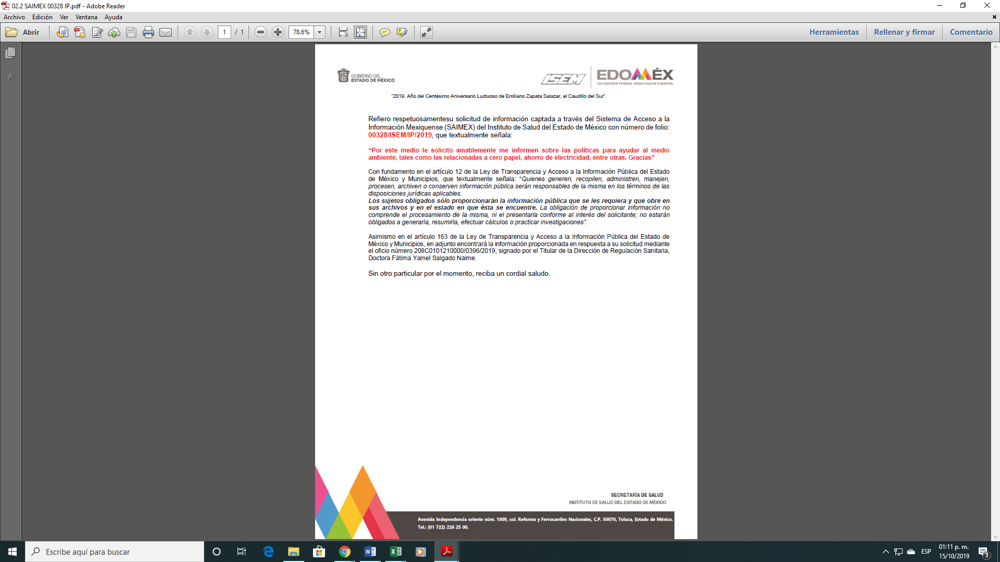 02.2 SAIMEX 00328 IP.pdf - Adobe Reader
Archivo Edición Ver Ventana Ayuda
Abrir 1 / 1 78.6% Herramientas Rellenar y firmar Comentario
GOBIERNO DEL
ESTADO DE MÉXICO
ISEM
EDOMÉX
DECISIONES FIRMES, RESULTADOS FUERTES.
“2019. Año del Centésimo Aniversario Luctuoso de Emiliano Zapata Salazar, el Caudillo del Sur”.
Refiero respetuosamentesu solicitud de información captada a través del Sistema de Acceso a la
Información Mexiquense (SAIMEX) del Instituto de Salud del Estado de México con número de folio:
00328/ISEM/IP/2019, que textualmente señala:
“Por este medio le solicito amablemente me informen sobre las políticas para ayudar al medio
ambiente, tales como las relacionadas a cero papel, ahorro de electricidad, entre otras. Gracias”
Con fundamento en el artículo 12 de la Ley de Transparencia y Acceso a la Información Pública del Estado
de México y Municipios, que textualmente señala: “Quienes generen, recopilen, administren, manejen,
procesen, archiven o conserven información pública serán responsables de la misma en los términos de las
disposiciones jurídicas aplicables.
Los sujetos obligados sólo proporcionarán la información pública que se les requiera y que obre en
sus archivos y en el estado en que ésta se encuentre. La obligación de proporcionar información no
comprende el procesamiento de la misma, ni el presentarla conforme al interés del solicitante; no estarán
obligados a generarla, resumirla, efectuar cálculos o practicar investigaciones”.
Asimismo en el artículo 163 de la Ley de Transparencia y Acceso a la Información Pública del Estado de
México y Municipios, en adjunto encontrará la información proporcionada en respuesta a su solicitud mediante
el oficio número 208C0101210000/0396/2019, signado por el Titular de la Dirección de Regulación Sanitaria,
Doctora Fátima Yamel Salgado Naime.
Sin otro particular por el momento, reciba un cordial saludo.
SECRETARÍA DE SALUD
INSTITUTO DE SALUD DEL ESTADO DE MÉXICO
Avenida Independencia oriente núm. 1009, col. Reforma y Ferrocarriles Nacionales, C.P. 50070, Toluca, Estado de México.
Tel.: (01 722) 226 25 00.
Escribe aquí para buscar
ESP
01:11 p. m.
15/10/2019
3